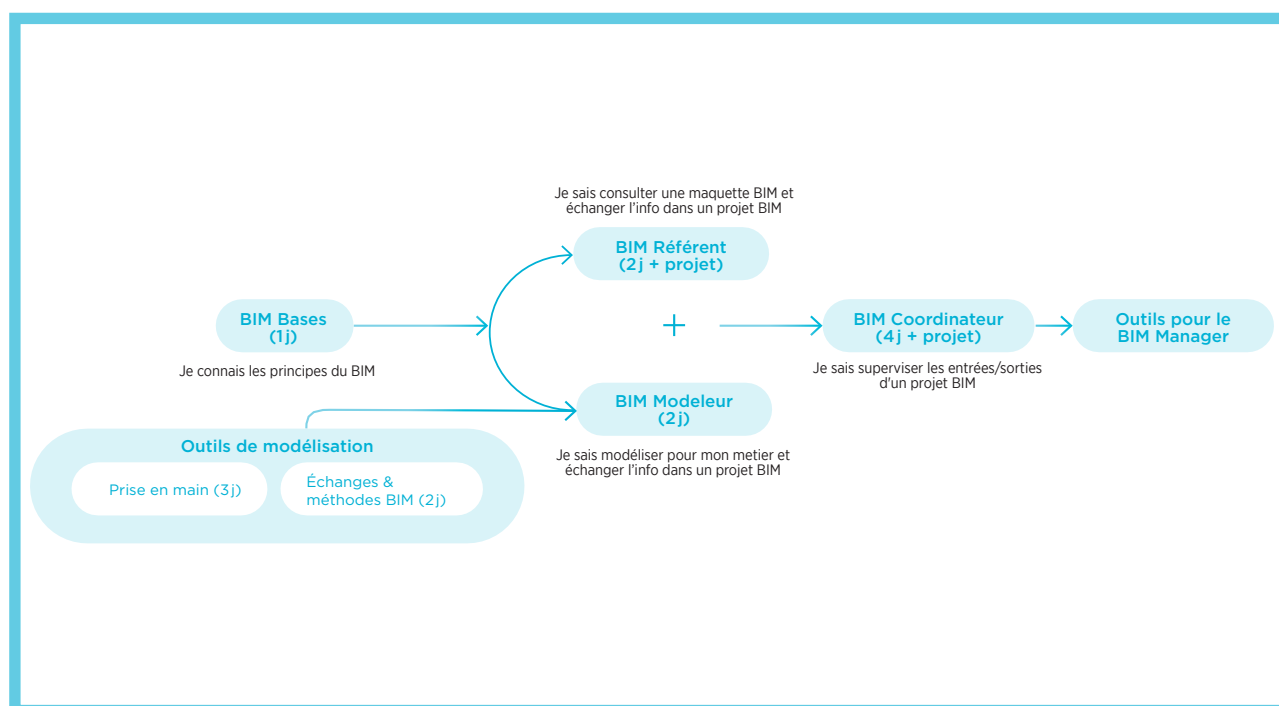 Je sais consulter une maquette BIM et
échanger l'info dans un projet BIM
BIM Référent
(2j + projet)
BIM Bases
(1j)
Je connais les principes du BIM
+
BIM Coordinateur
(4j + projet)
Je sais superviser les entrées/sorties
d'un projet BIM
Outils pour le
BIM Manager
BIM Modeleur
(2j)
Je sais modéliser pour mon metier et
échanger l'info dans un projet BIM
Outils de modélisation
Prise en main (3j)
Échanges &
méthodes BIM (2j)